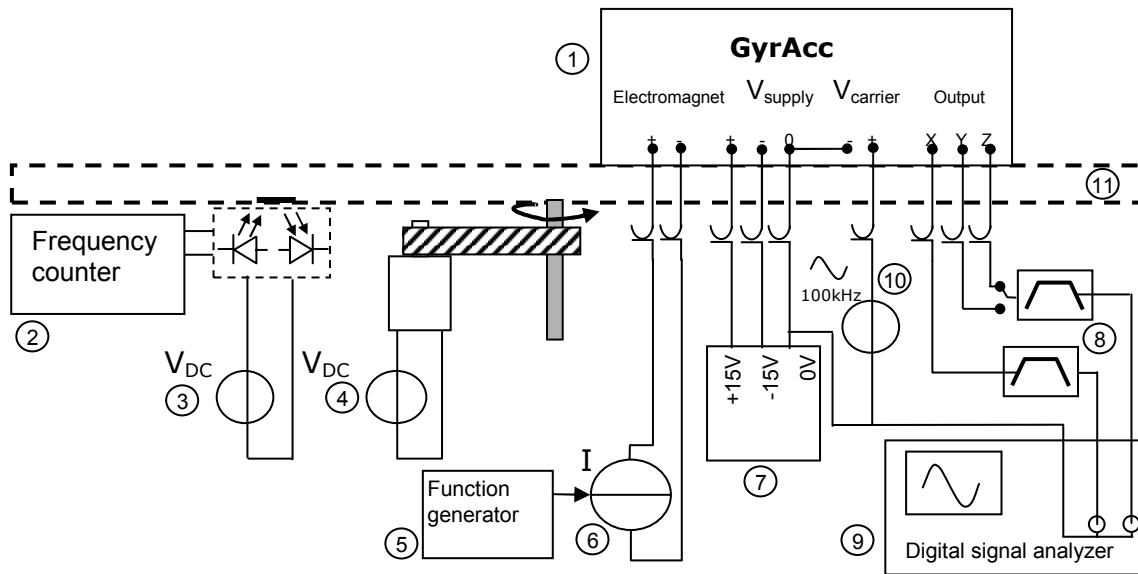 GyrAcc
1
Electromagnet Vsupply Vcarrier Output
+ - + - 0 - + X Y Z
11
Frequency
counter
2
VDC
3
VDC
4
100kHz
10
+15V
-15V
0V
7
8
I
Function
generator
5
6
9
Digital signal analyzer